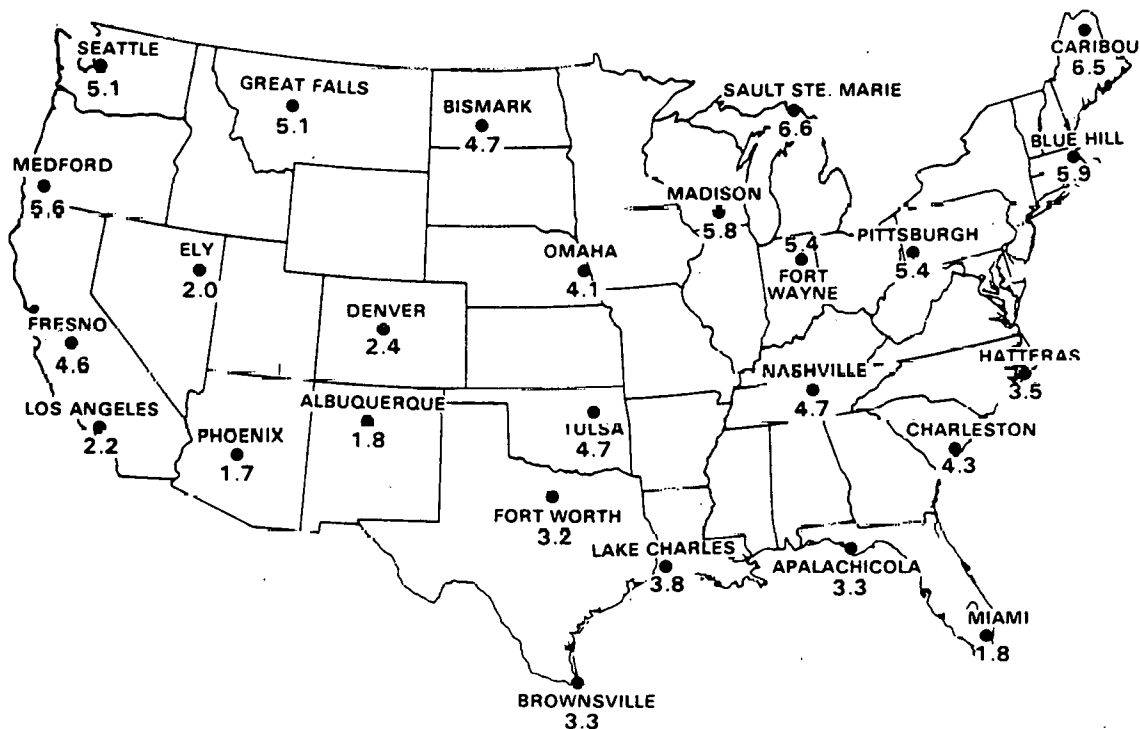 SEATTLE
5.1
GREAT FALLS
5.1
BISMARK
4.7
SAULT STE. MARIE
6.6
CARIBOU
6.5
BLUE HILL
5.9
MEDFORD
5.6
MADISON
5.8
ELY
2.0
OMAHA
4.1
5.4
FORT
WAYNE
PITTSBURGH
5.4
FRESNO
4.6
DENVER
2.4
NASHVILLE
4.7
HATTERAS
3.5
LOS ANGELES
2.2
PHOENIX
1.7
ALBUQUERQUE
1.8
TULSA
4.7
CHARLESTON
4.3
FORT WORTH
3.2
LAKE CHARLES
3.8
APALACHICOLA
3.3
MIAMI
1.8
BROWNSVILLE
3.3